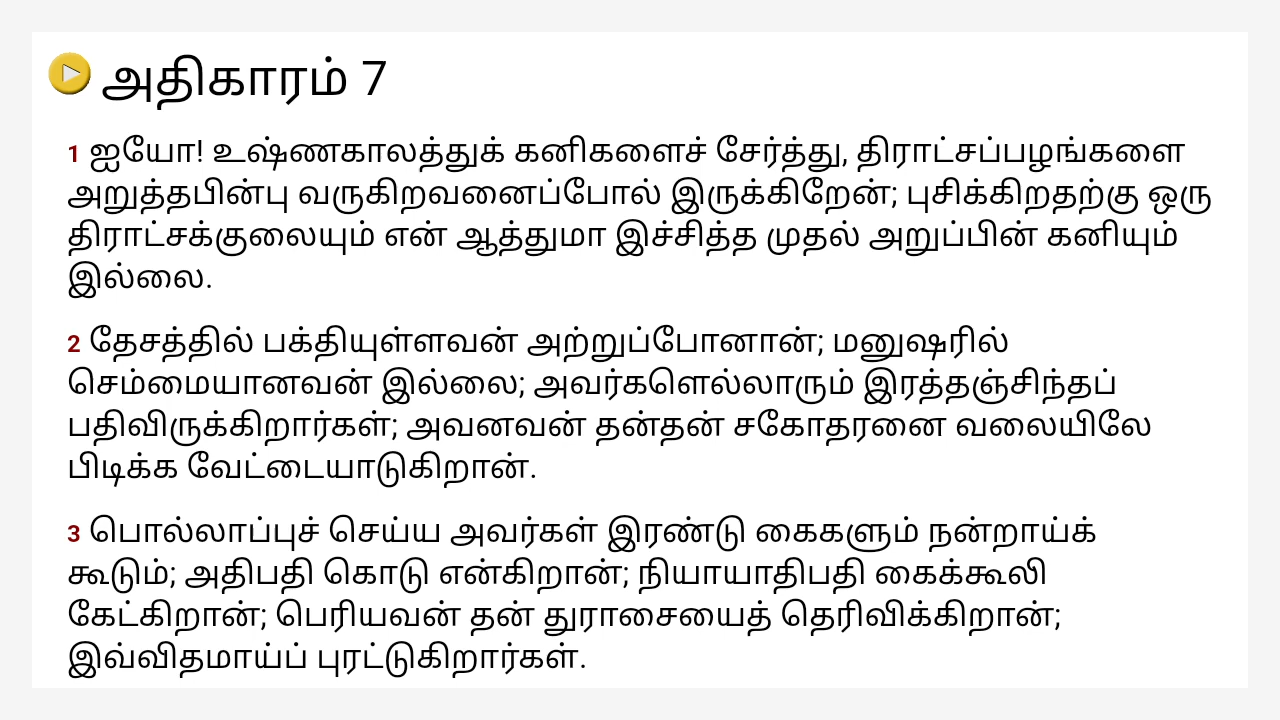 அதிகாரம் 7
1 ஐயோ! உஷ்ணகாலத்துக் கனிகளைச் சேர்த்து, திராட்சப்பழங்களை
அறுத்தபின்பு வருகிறவனைப்போல் இருக்கிறேன்; புசிக்கிறதற்கு ஒரு
திராட்சக்குலையும் என் ஆத்துமா இச்சித்த முதல் அறுப்பின் கனியும்
இல்லை.
2 தேசத்தில் பக்தியுள்ளவன் அற்றுப்போனான்; மனுஷரில்
செம்மையானவன் இல்லை; அவர்களெல்லாரும் இரத்தஞ்சிந்தப்
பதிவிருக்கிறார்கள்; அவனவன் தன்தன் சகோதரனை வலையிலே
பிடிக்க வேட்டையாடுகிறான்.
3 பொல்லாப்புச் செய்ய அவர்கள் இரண்டு கைகளும் நன்றாய்க்
கூடும்; அதிபதி கொடு என்கிறான்; நியாயாதிபதி கைக்கூலி
கேட்கிறான்; பெரியவன் தன் துராசையைத் தெரிவிக்கிறான்;
இவ்விதமாய்ப் புரட்டுகிறார்கள்.